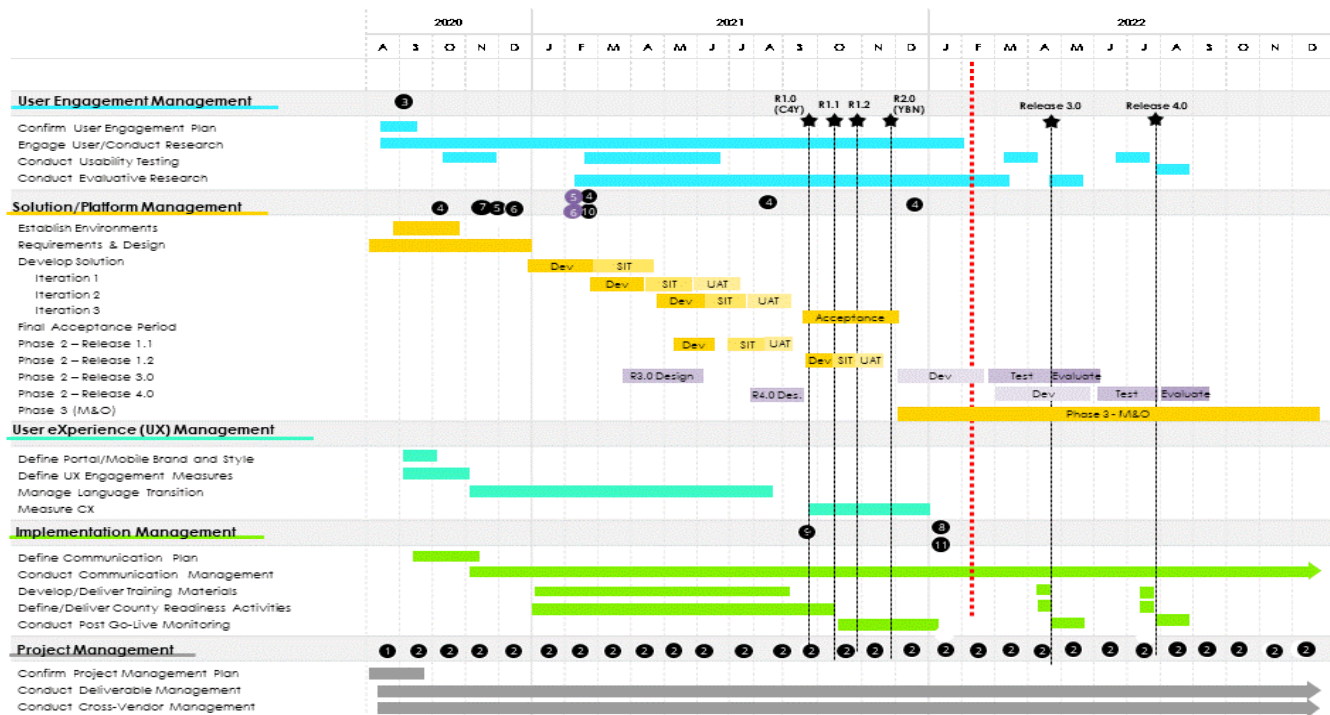 2020 2021 2022
A S O N D J F M A M J J A S O N D J F M A M J J A S O N D
User Engagement Management 3 R1.0 (C4Y) R1.1 R1.2 R2.0 (YBN) Release 3.0 Release 4.0
Confirm User Engagement Plan
Engage User/Conduct Research
Conduct Usability Testing
Conduct Evaluative Research
Solution/Platform Management 4 7 5 6 5 4 6 10 4 4
Establish Environments
Requirements & Design
Develop Solution Dev SIT
Iteration 1 Dev SIT UAT
Iteration 2 Dev SIT UAT
Iteration 3
Final Acceptance Period Acceptance
Phase 2 – Release 1.1 Dev SIT UAT
Phase 2 – Release 1.2 Dev SIT UAT
Phase 2 – Release 3.0 R3.0 Design Dev Test Evaluate
Phase 2 – Release 4.0 R4.0 Des. Dev Test Evaluate
Phase 3 (M&O) Phase 3 - M&O
User eXperience (UX) Management
Define Portal/Mobile Brand and Style
Define UX Engagement Measures
Manage Language Transition
Measure CX
Implementation Management 9 8 11
Define Communication Plan
Conduct Communication Management
Develop/Deliver Training Materials
Define/Deliver County Readiness Activities
Conduct Post Go-Live Monitoring
Project Management 1 2 2 2 2 2 2 2 2 2 2 2 2 2 2 2 2 2 2 2 2 2 2 2 2 2 2 2
Confirm Project Management Plan
Conduct Deliverable Management
Conduct Cross-Vendor Management